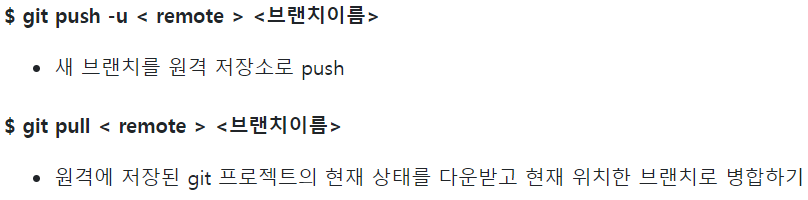 $ git push -u < remote > <브랜치이름>
• 새 브랜치를 원격 저장소로 push
$ git pull < remote > <브랜치이름>
• 원격에 저장된 git 프로젝트의 현재 상태를 다운받고 현재 위치한 브랜치로 병합하기